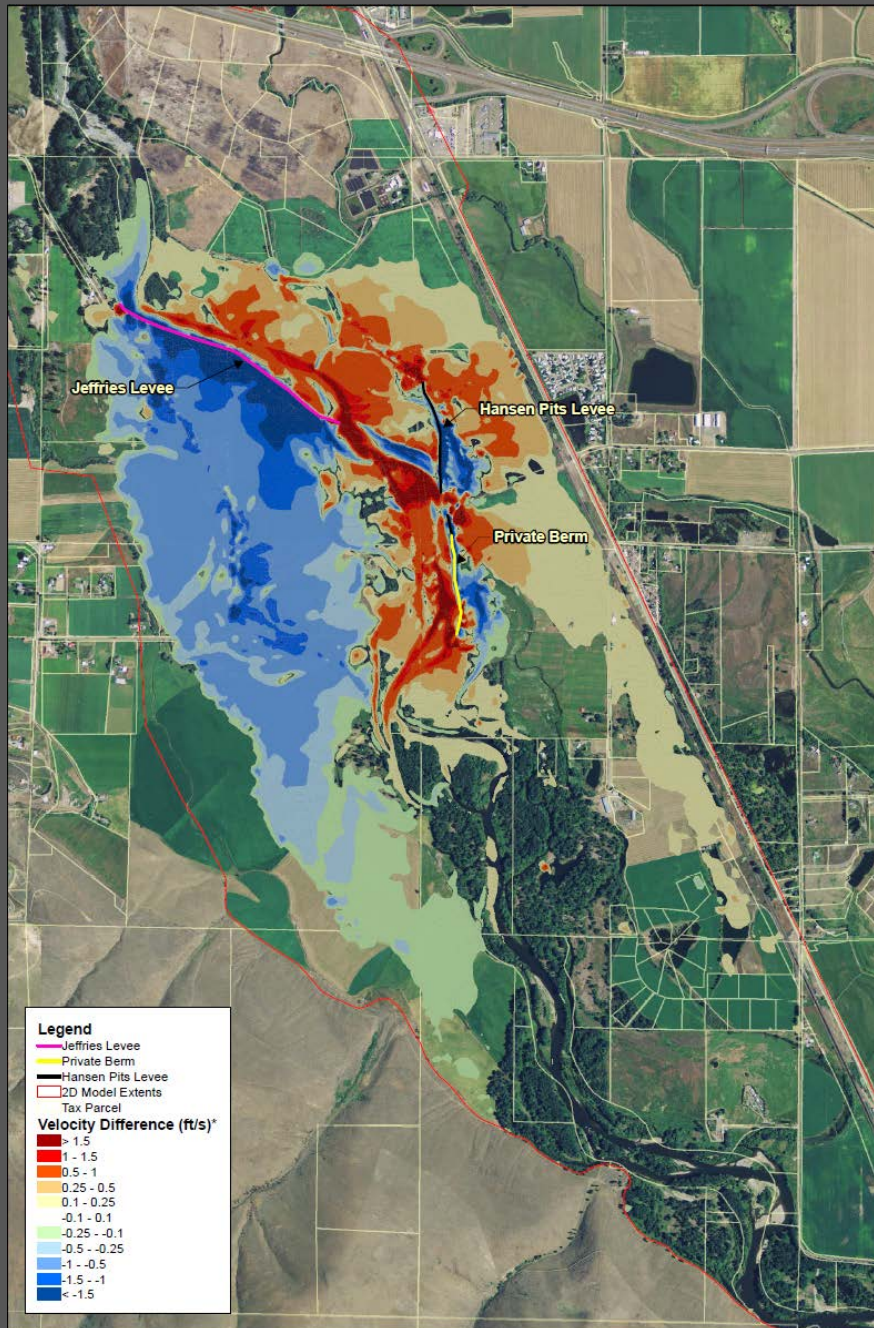 Jeffries Levee
Hansen Pits Levee
Private Berm
Legend
Jeffries Levee
Private Berm
Hansen Pits Levee
2D Model Extents
Tax Parcel
Velocity Difference (ft/s)*
> 1.5
1 - 1.5
0.5 - 1
0.25 - 0.5
0.1 - 0.25
-0.1 - 0.1
-0.25 - -0.1
-0.5 - -0.25
-1 - -0.5
-1.5 - -1
< -1.5